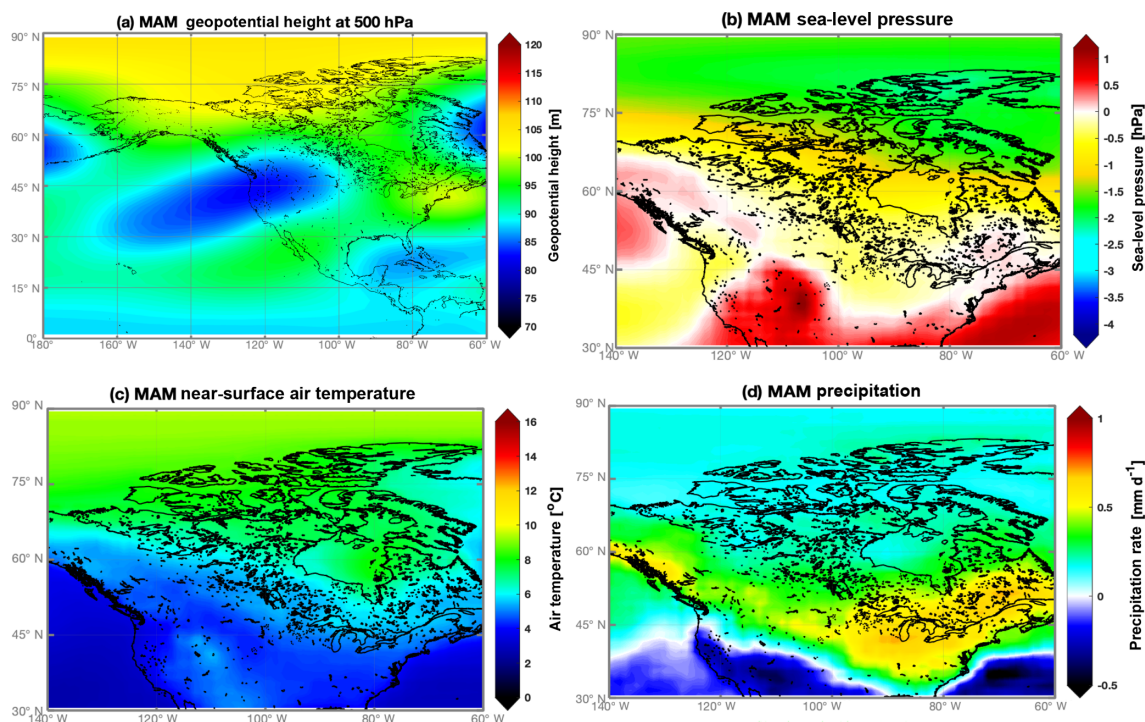 (a) MAM geopotential height at 500 hPa
90° N
75° N
60° N
45° N
30° N
15° N
0°
180 160° W 140° W 120° W 100° W 80° W 60° W
120
115
110
105
100
95
90
85
80
75
70
Geopotential height [m]
(b) MAM sea-level pressure
90° N
75° N
60° N
45° N
30° N
140° W 120° W 100° W 80° W 60° W
1
0.5
0
-0.5
-1
-1.5
-2
-2.5
-3
-3.5
-4
Sea-level pressure [hPa]
(c) MAM near-surface air temperature
90° N
75° N
60° N
45° N
30° N
140° W 120° W 100° W 80° W 60° W
16
14
12
10
8
6
4
2
0
Air temperature [°C]
(d) MAM precipitation
90° N
75° N
60° N
45° N
30° N
140° W 120° W 100° W 80° W 60° W
1
0.5
0
-0.5
Precipitation rate [mm d⁻¹]